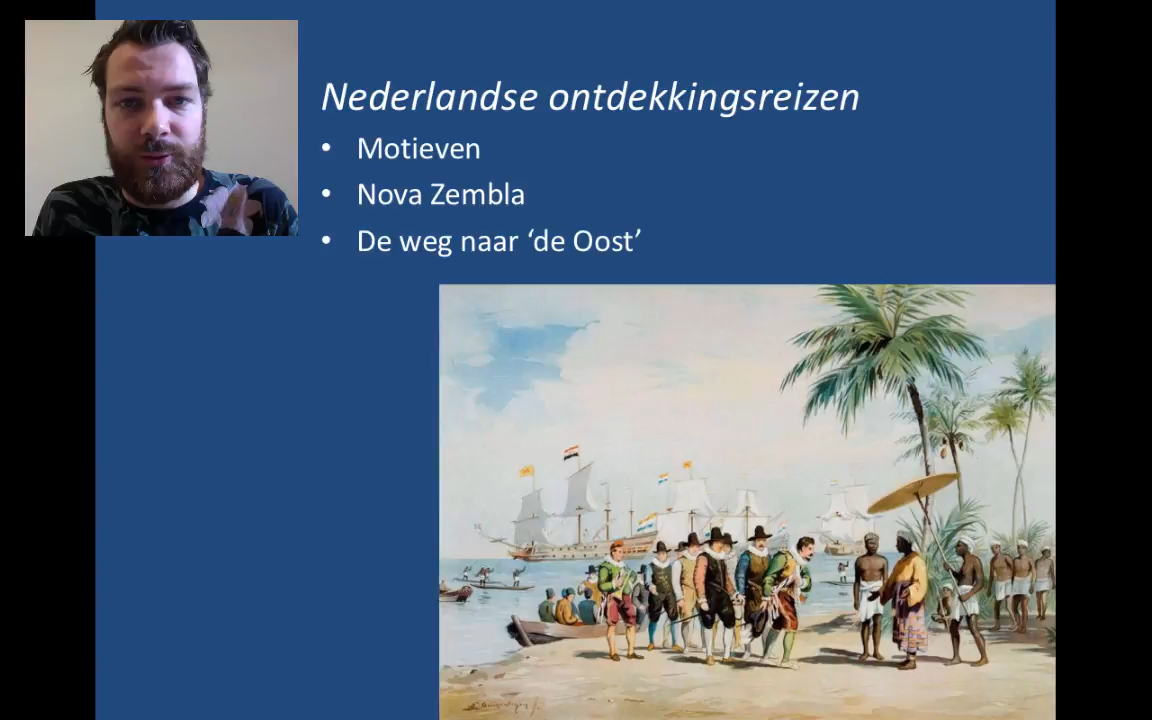 Nederlandse ontdekkingsreizen
• Motieven
• Nova Zembla
• De weg naar ‘de Oost’